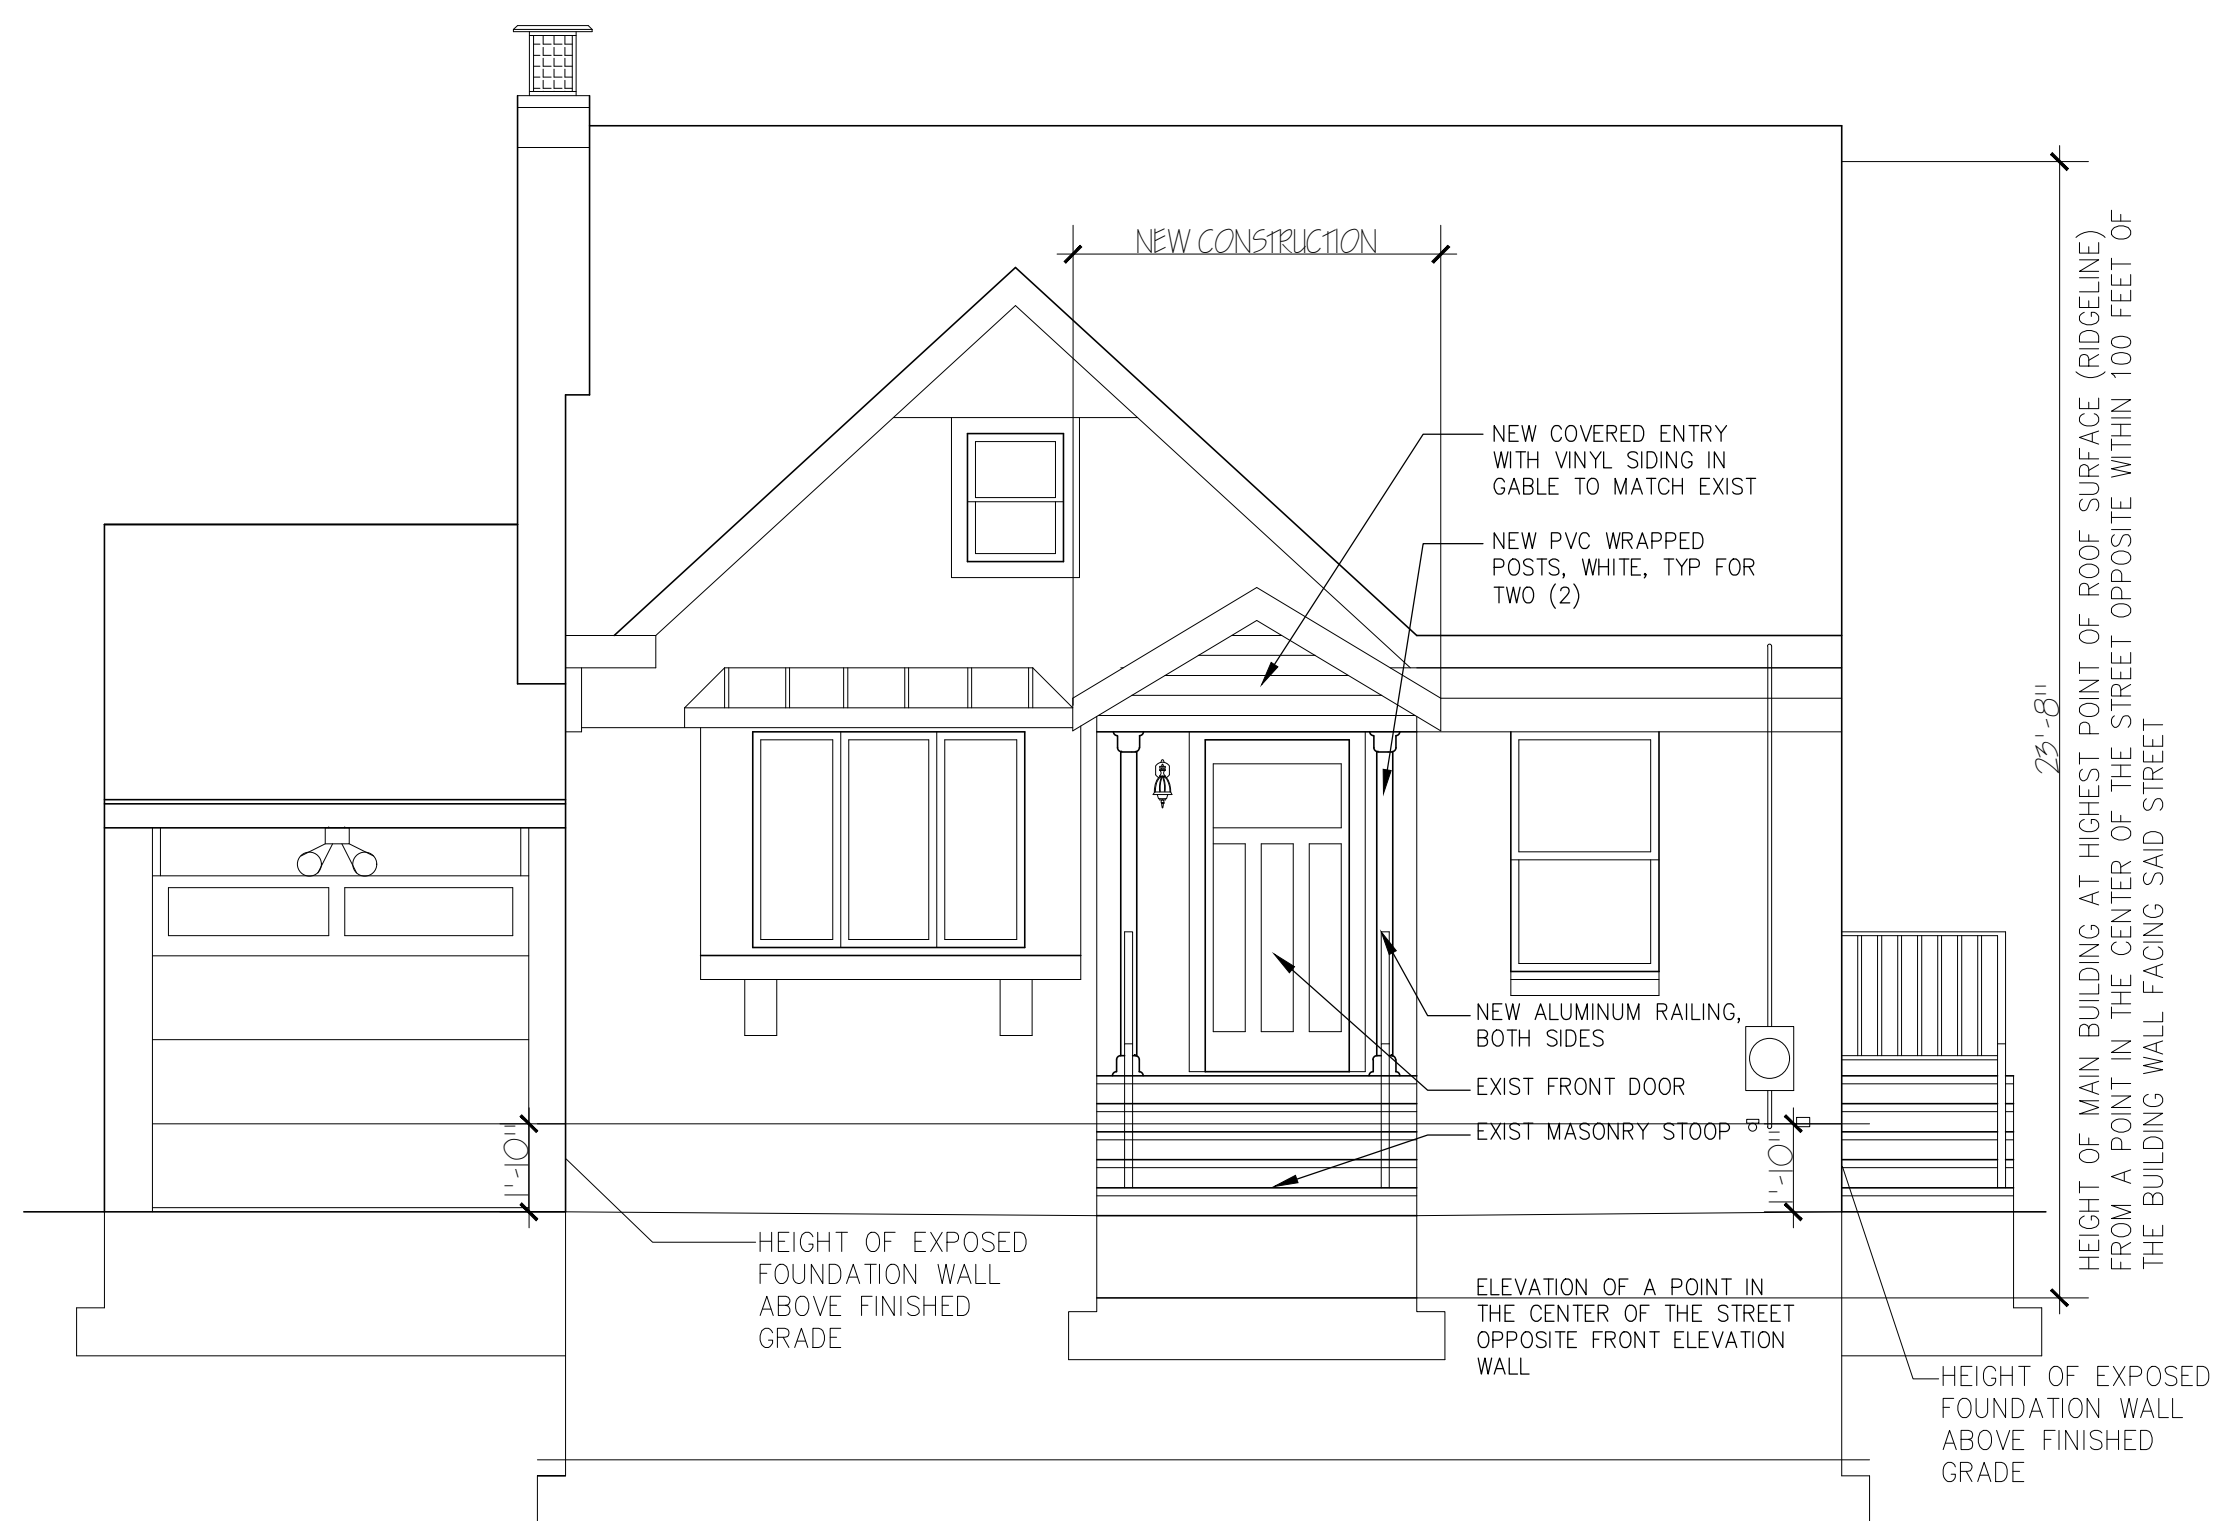 NEW CONSTRUCTION
NEW COVERED ENTRY
WITH VINYL SIDING IN
GABLE TO MATCH EXIST
NEW PVC WRAPPED
POSTS, WHITE, TYP FOR
TWO (2)
NEW ALUMINUM RAILING,
BOTH SIDES
EXIST FRONT DOOR
EXIST MASONRY STOOP
1'-10"
1'-10"
HEIGHT OF EXPOSED
FOUNDATION WALL
ABOVE FINISHED
GRADE
ELEVATION OF A POINT IN
THE CENTER OF THE STREET
OPPOSITE FRONT ELEVATION
WALL
HEIGHT OF EXPOSED
FOUNDATION WALL
ABOVE FINISHED
GRADE
23'-8"
HEIGHT OF MAIN BUILDING AT HIGHEST POINT OF ROOF SURFACE (RIDGELINE)
FROM A POINT IN THE CENTER OF THE STREET OPPOSITE WITHIN 100 FEET OF
THE BUILDING WALL FACING SAID STREET